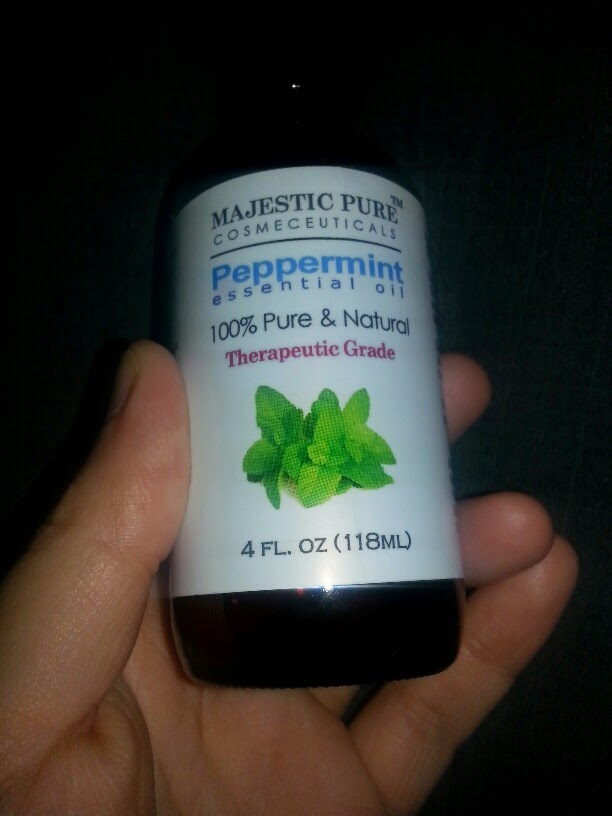 MAJESTIC PURE™
COSMECEUTICALS
Peppermint
essential oil
100% Pure & Natural
Therapeutic Grade
4 FL. OZ (118ML)